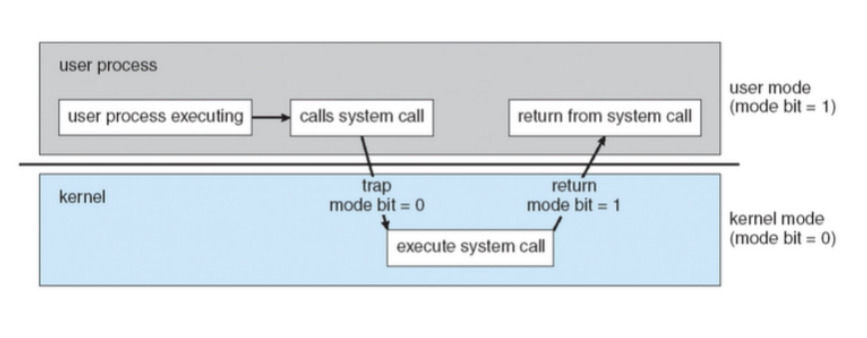 user process
user process executing
calls system call
return from system call
user mode
(mode bit = 1)
trap
mode bit = 0
return
mode bit = 1
kernel
execute system call
kernel mode
(mode bit = 0)